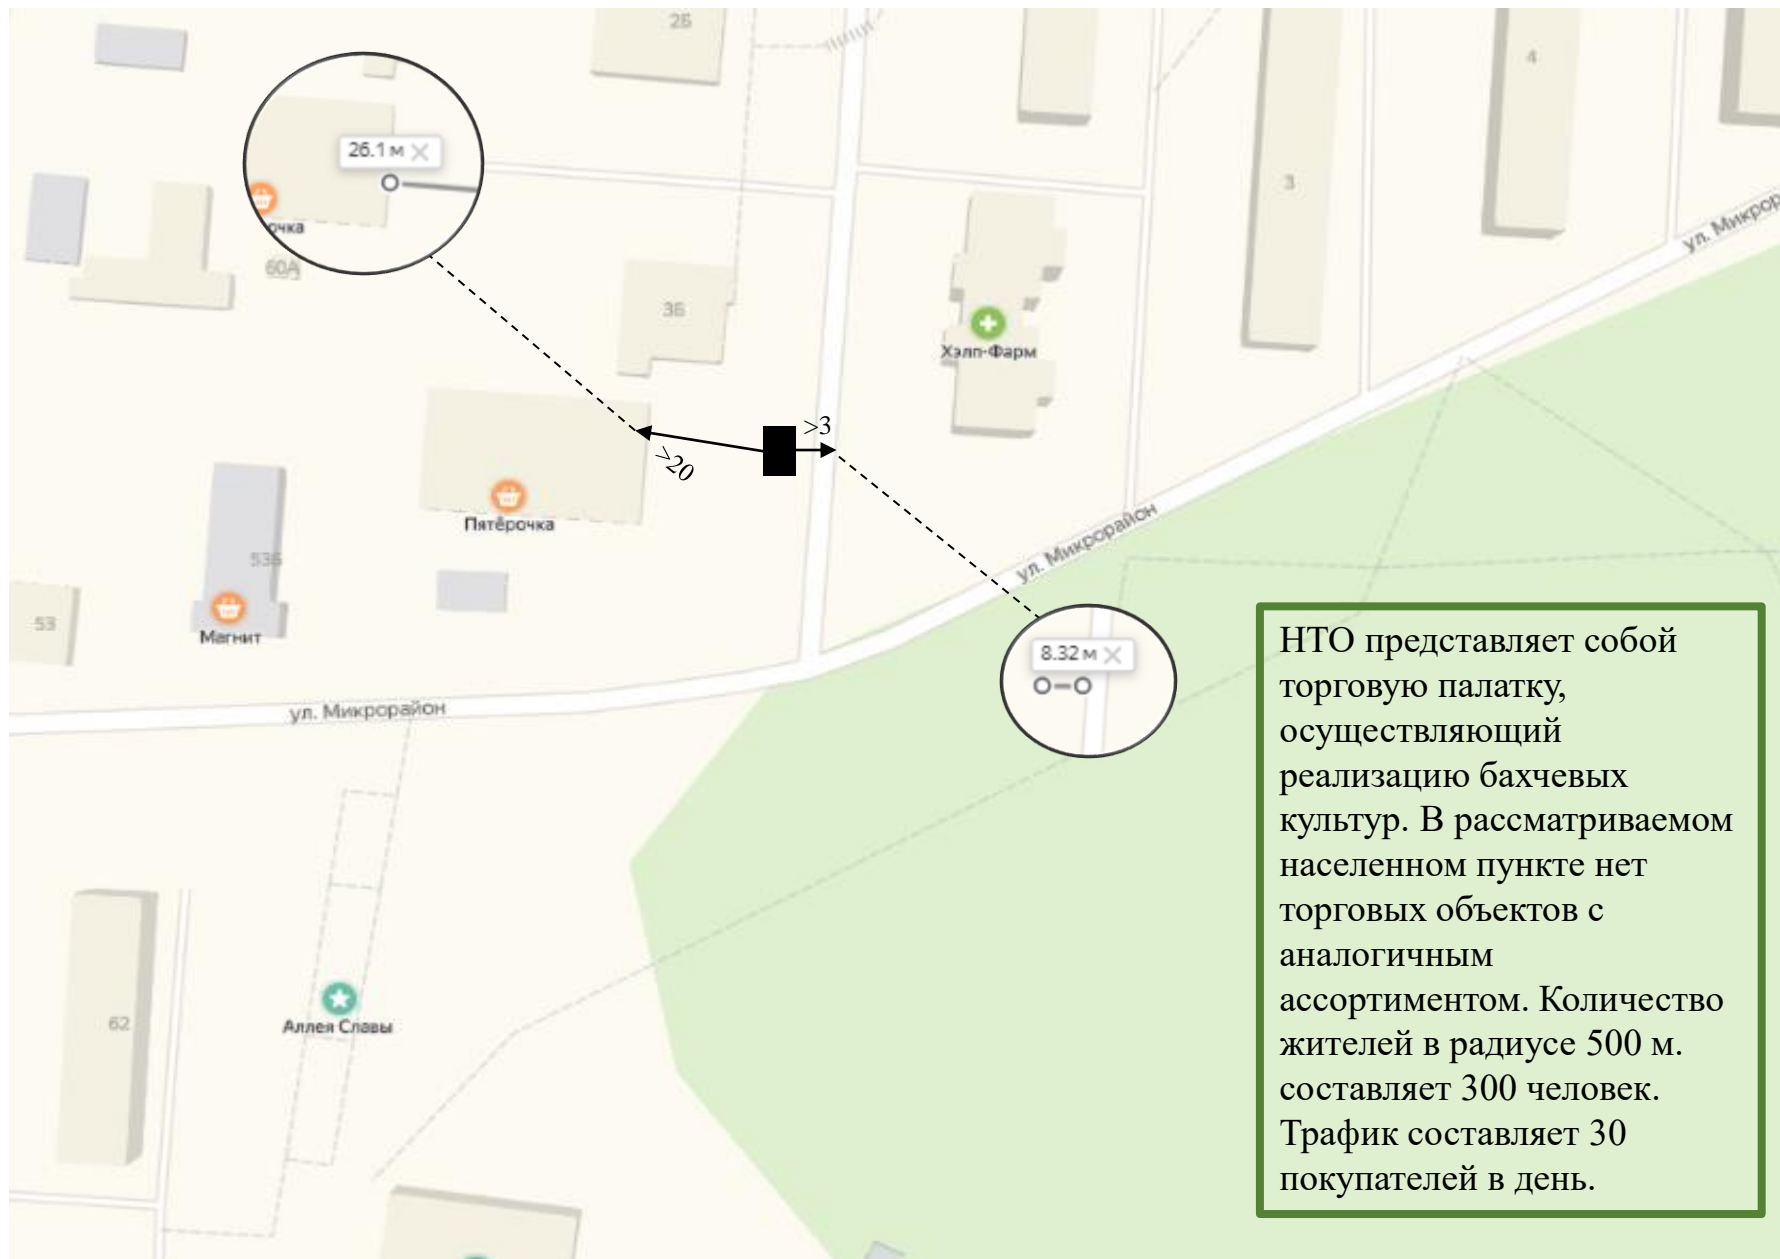 2Б
4
26.1 м
3
очка
ул. Микрорайон
60А
3Б
Хэлп-Фарм
>3
>20
Пятёрочка
ул. Микрорайон
53Б
53
Магнит
8.32 м
ул. Микрорайон
НТО представляет собой
торговую палатку,
осуществляющий
реализацию бахчевых
культур. В рассматриваемом
населенном пункте нет
торговых объектов с
аналогичным
ассортиментом. Количество
жителей в радиусе 500 м.
составляет 300 человек.
Трафик составляет 30
покупателей в день.
62
Аллея Славы